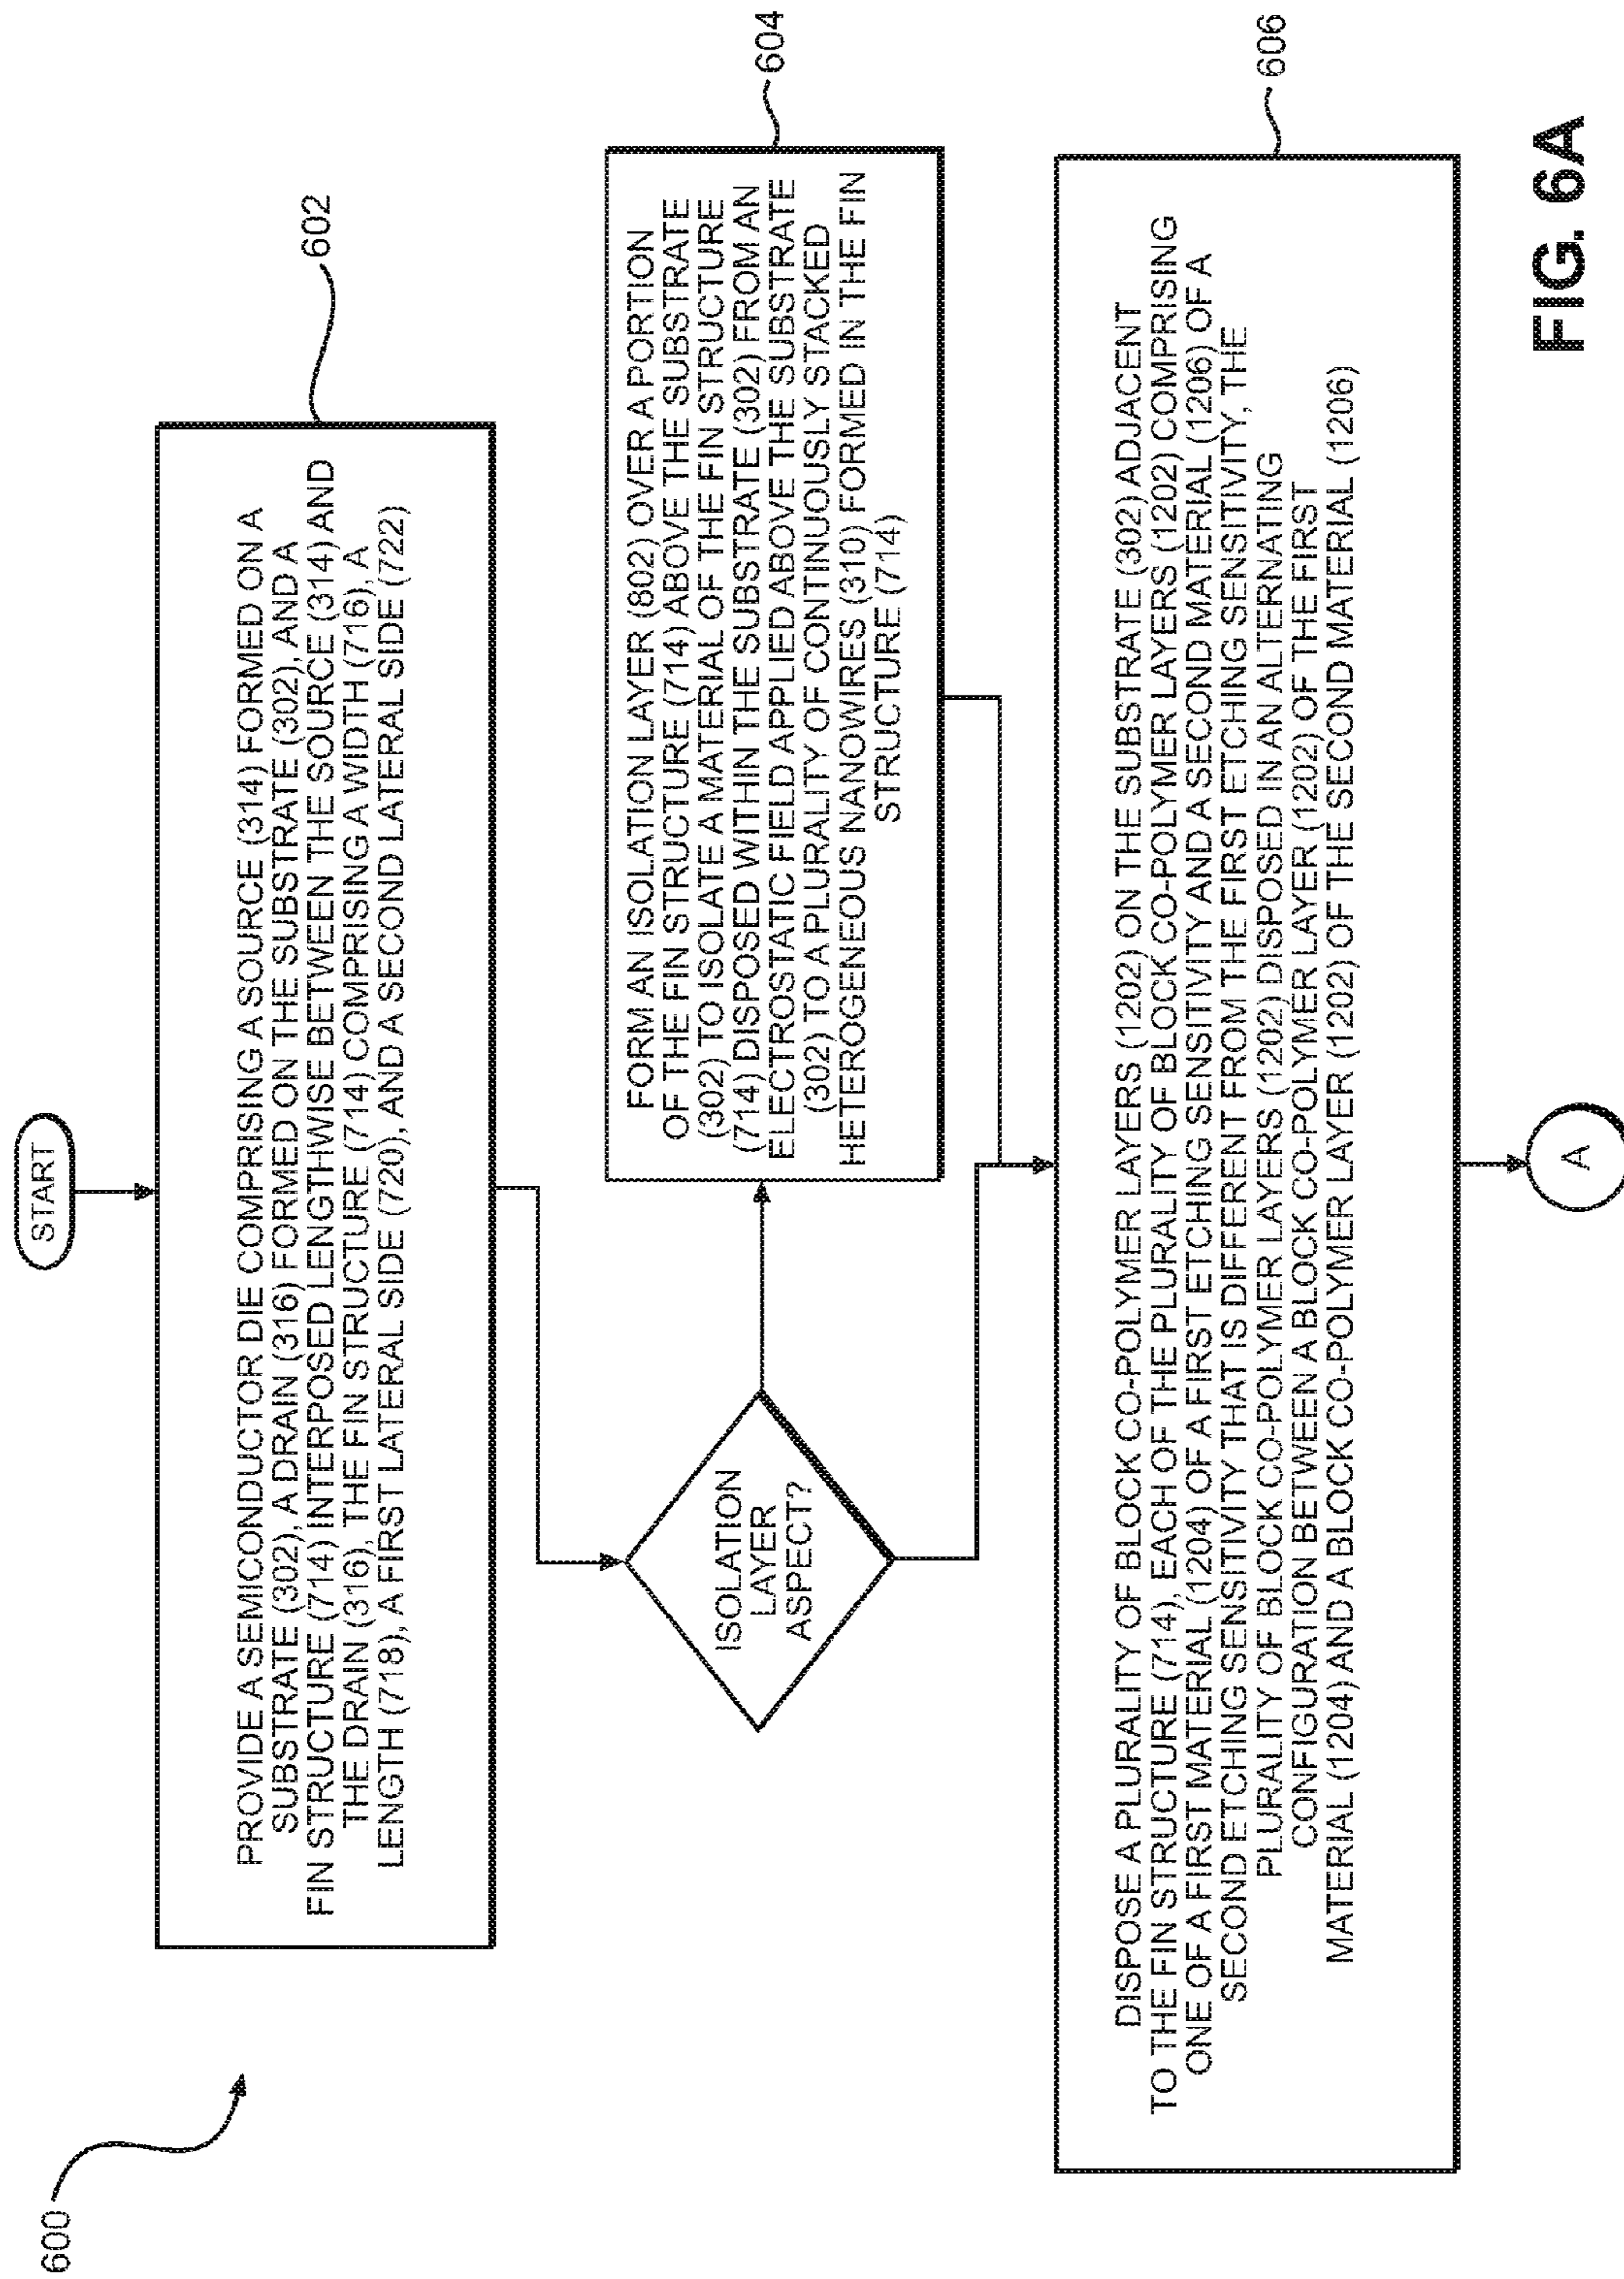 600
START
PROVIDE A SEMICONDUCTOR DIE COMPRISING A SOURCE (314) FORMED ON A
SUBSTRATE (302), A DRAIN (316) FORMED ON THE SUBSTRATE (302), AND A
FIN STRUCTURE (714) INTERPOSED LENGTHWISE BETWEEN THE SOURCE (314) AND
THE DRAIN (316), THE FIN STRUCTURE (714) COMPRISING A WIDTH (716), A
LENGTH (718), A FIRST LATERAL SIDE (720), AND A SECOND LATERAL SIDE (722)
602
ISOLATION
LAYER
ASPECT?
FORM AN ISOLATION LAYER (802) OVER A PORTION
OF THE FIN STRUCTURE (714) ABOVE THE SUBSTRATE
(302) TO ISOLATE A MATERIAL OF THE FIN STRUCTURE
(714) DISPOSED WITHIN THE SUBSTRATE (302) FROM AN
ELECTROSTATIC FIELD APPLIED ABOVE THE SUBSTRATE
(302) TO A PLURALITY OF CONTINUOUSLY STACKED
HETEROGENEOUS NANOWIRES (310) FORMED IN THE FIN
STRUCTURE (714)
604
DISPOSE A PLURALITY OF BLOCK CO-POLYMER LAYERS (1202) ON THE SUBSTRATE (302) ADJACENT
TO THE FIN STRUCTURE (714), EACH OF THE PLURALITY OF BLOCK CO-POLYMER LAYERS (1202) COMPRISING
ONE OF A FIRST MATERIAL (1204) OF A FIRST ETCHING SENSITIVITY AND A SECOND MATERIAL (1206) OF A
SECOND ETCHING SENSITIVITY THAT IS DIFFERENT FROM THE FIRST ETCHING SENSITIVITY, THE
PLURALITY OF BLOCK CO-POLYMER LAYERS (1202) DISPOSED IN AN ALTERNATING
CONFIGURATION BETWEEN A BLOCK CO-POLYMER LAYER (1202) OF THE FIRST
MATERIAL (1204) AND A BLOCK CO-POLYMER LAYER (1202) OF THE SECOND MATERIAL (1206)
606
A
FIG. 6A